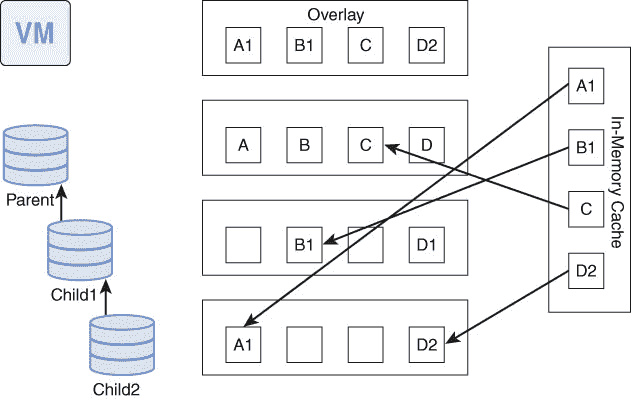 VM
Overlay
A1 B1 C D2
A B C D
Parent
B1 D1
Child1
A1 D2
Child2
In-Memory Cache
A1
B1
C
D2